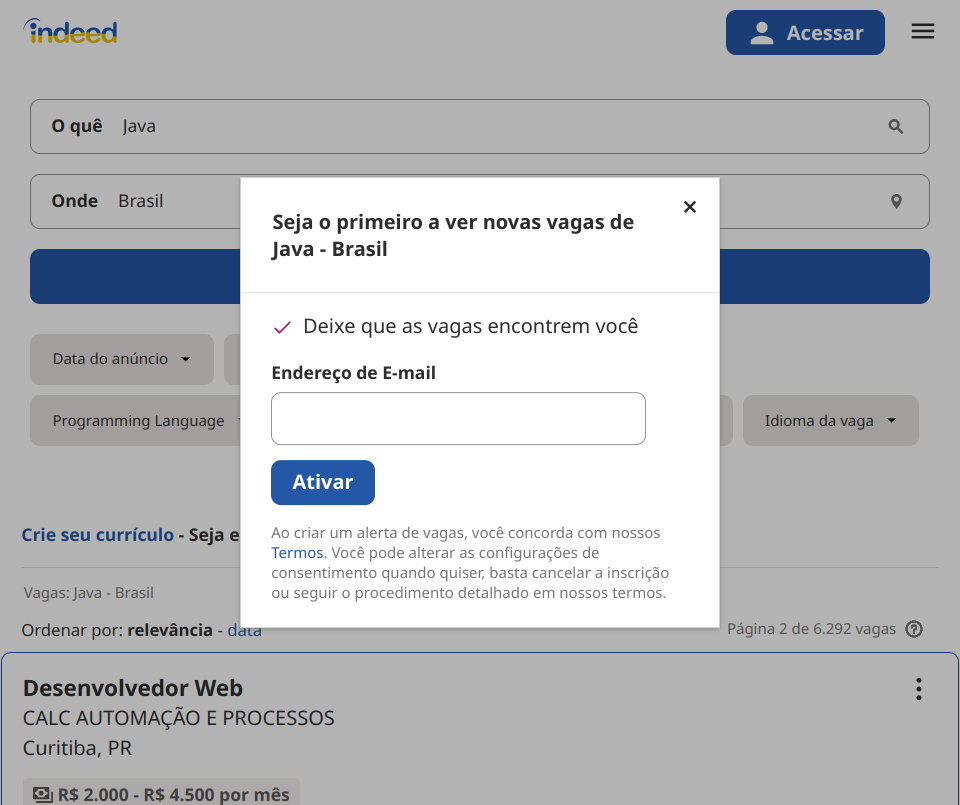 indeed
Acessar
O quê Java
Onde Brasil
Seja o primeiro a ver novas vagas de
Java - Brasil
Deixe que as vagas encontrem você
Endereço de E-mail
Ativar
Ao criar um alerta de vagas, você concorda com nossos
Termos. Você pode alterar as configurações de
consentimento quando quiser, basta cancelar a inscrição
ou seguir o procedimento detalhado em nossos termos.
Data do anúncio
Programming Language
Idioma da vaga
Crie seu currículo - Seja
Vagas: Java - Brasil
Ordenar por: relevância - data
Página 2 de 6.292 vagas
Desenvolvedor Web
CALC AUTOMAÇÃO E PROCESSOS
Curitiba, PR
R$ 2.000 - R$ 4.500 por mês